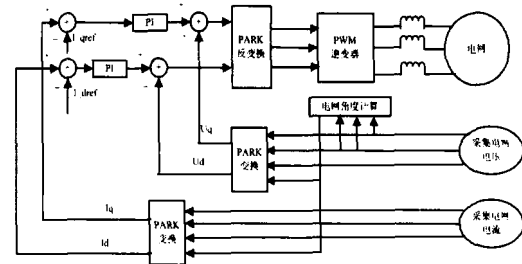 I qref
PI
PARK
反变换
PWM
逆变器
电网
I dref
PI
电网角度计算
Uq
Ud
PARK
变换
采集电网
电压
Iq
Id
PARK
变换
采集电网
电流